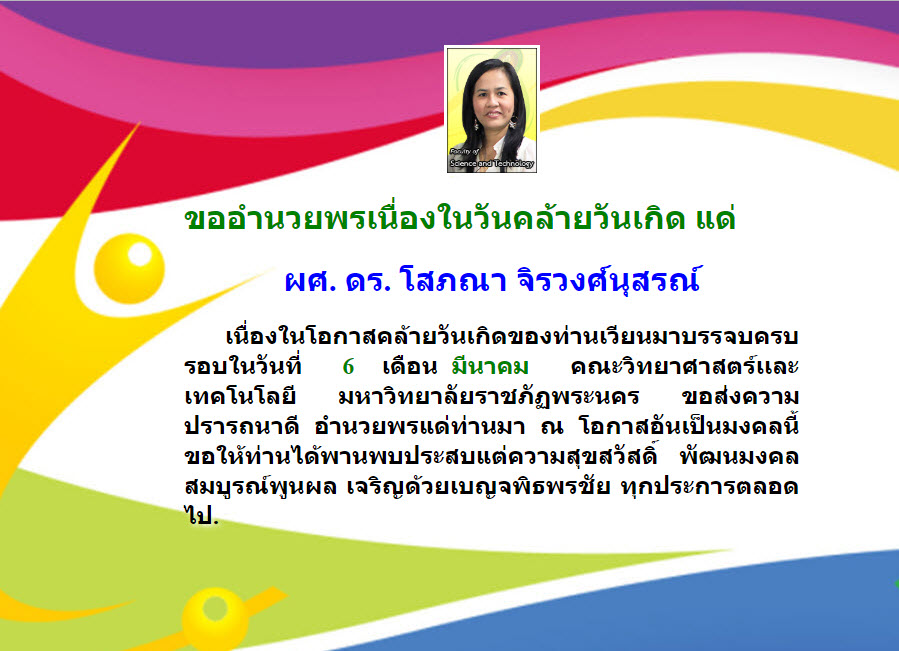 Faculty of
Science and Technology
ขออำนวยพรเนื่องในวันคล้ายวันเกิด แด่
ผศ. ดร. โสภณา จิรวงศ์นุสรณ์
เนื่องในโอกาสคล้ายวันเกิดของท่านเวียนมาบรรจบครบ
รอบในวันที่ 6 เดือน มีนาคม คณะวิทยาศาสตร์และ
เทคโนโลยี มหาวิทยาลัยราชภัฏพระนคร ขอส่งความ
ปรารถนาดี อำนวยพรแด่ท่านมา ณ โอกาสอันเป็นมงคลนี้
ขอให้ท่านได้พานพบประสบแต่ความสุขสวัสดิ์ พัฒนมงคล
สมบูรณ์พูนผล เจริญด้วยเบญจพิธพรชัย ทุกประการตลอด
ไป.